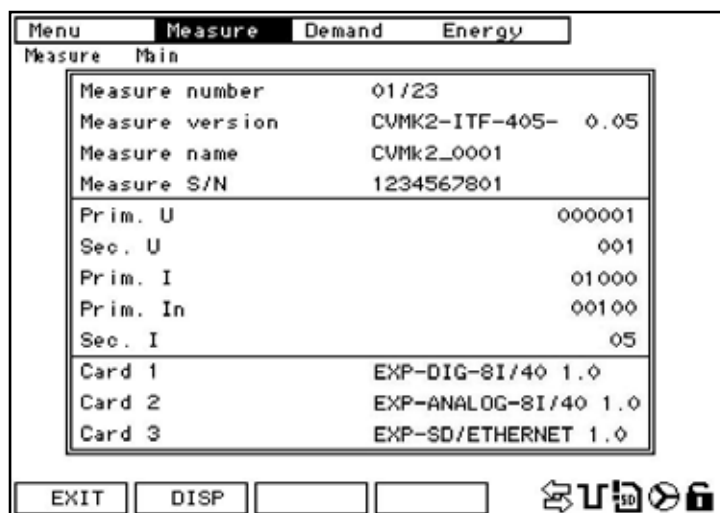 Menu Measure Demand Energy
Measure Main
Measure number 01/23
Measure version CVMK2-ITF-405- 0.05
Measure name CVMk2_0001
Measure S/N 1234567801
Prim. U 000001
Sec. U 001
Prim. I 01000
Prim. In 00100
Sec. I 05
Card 1 EXP-DIG-8I/4O 1.0
Card 2 EXP-ANALOG-8I/4O 1.0
Card 3 EXP-SD/ETHERNET 1.0
EXIT DISP SD